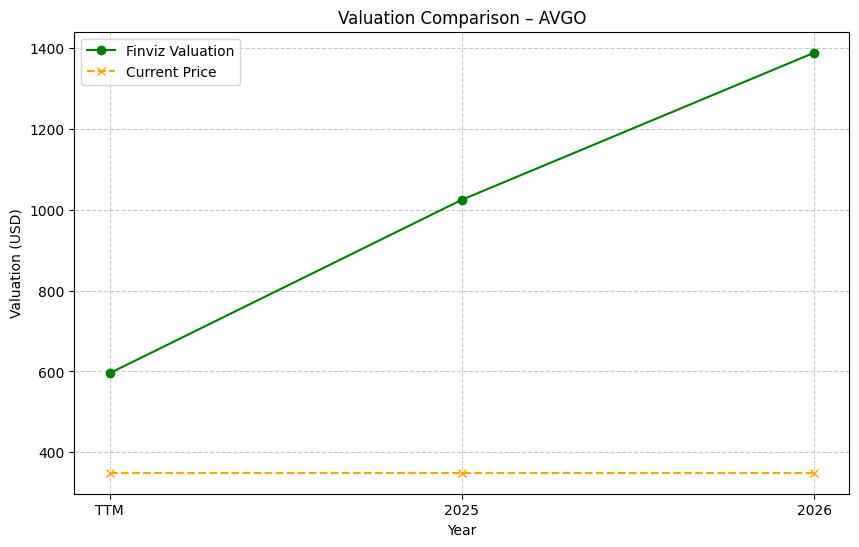 Valuation Comparison – AVGO
Finviz Valuation
Current Price
Valuation (USD)
1400
1200
1000
800
600
400
TTM
2025
2026
Year